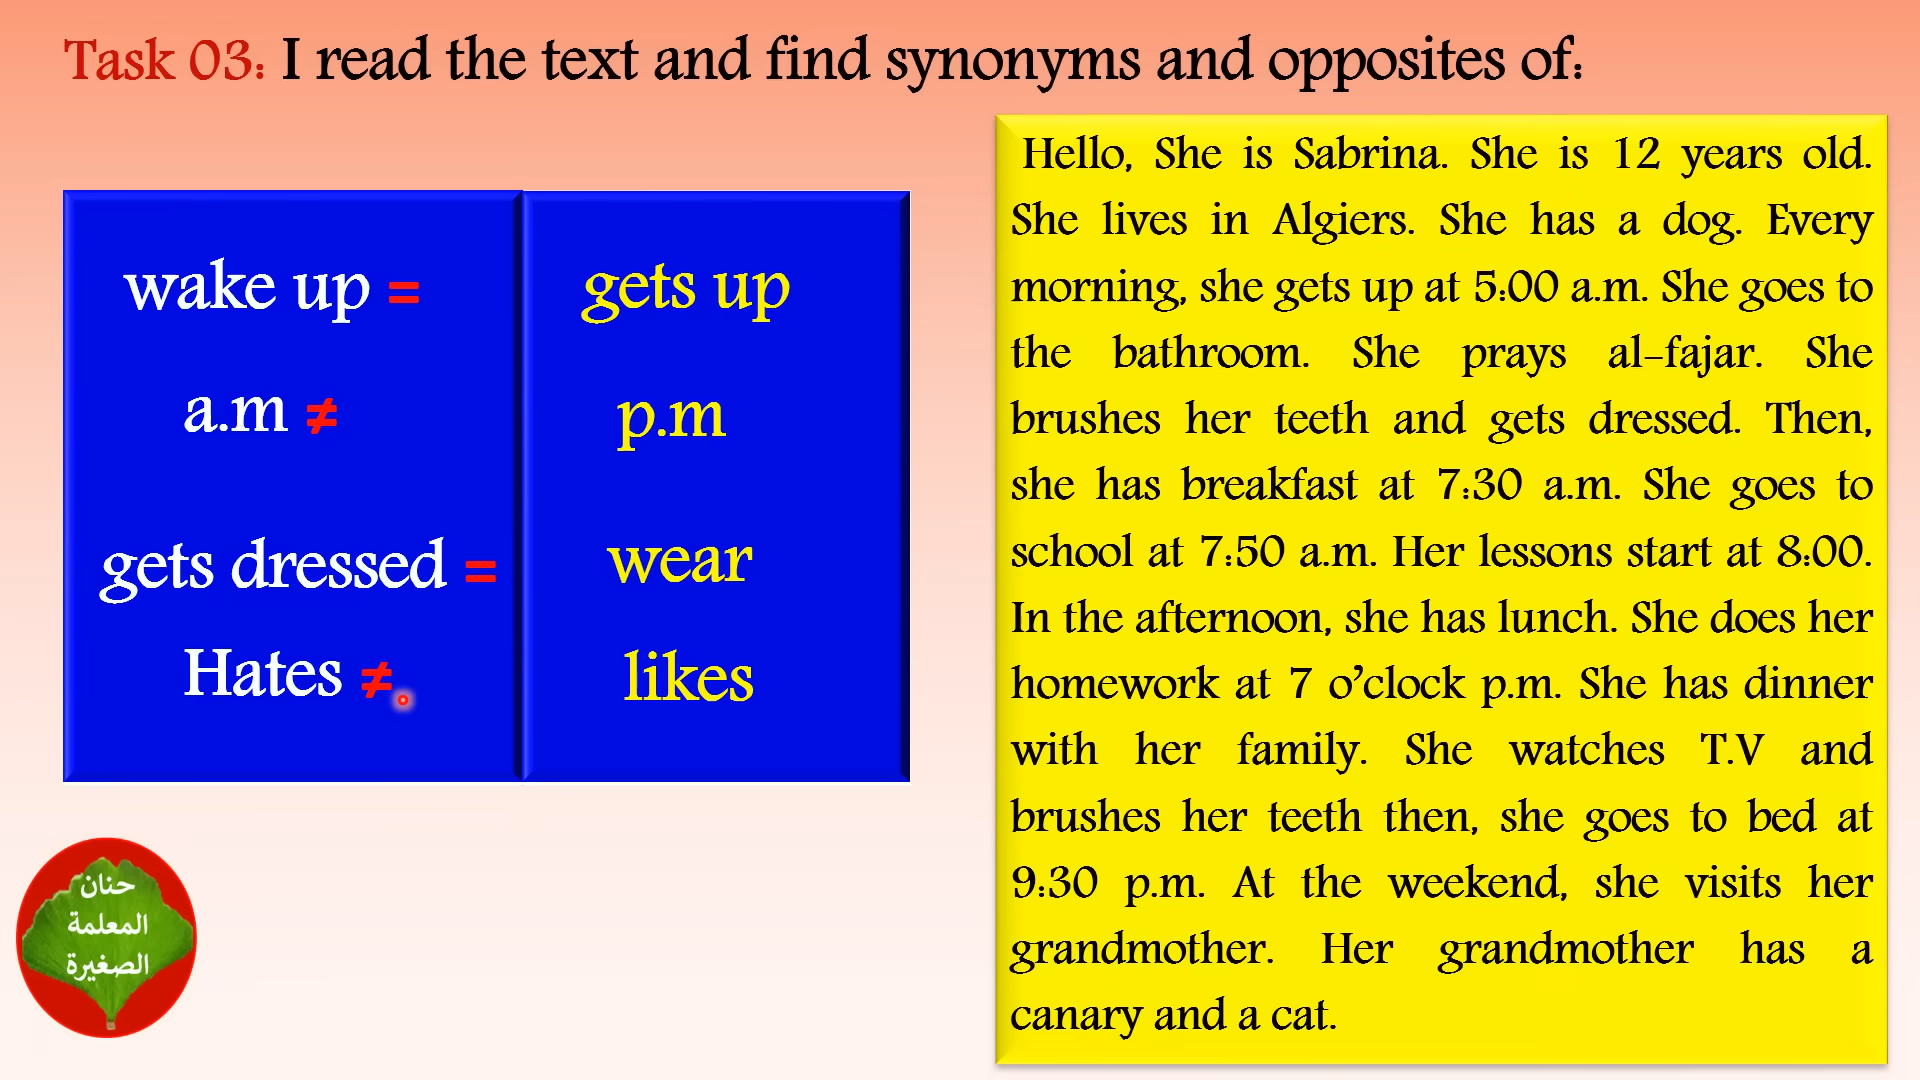 Task 03: I read the text and find synonyms and opposites of:
wake up = gets up
a.m ≠ p.m
gets dressed = wear
Hates ≠ likes
Hello, She is Sabrina. She is 12 years old.
She lives in Algiers. She has a dog. Every
morning, she gets up at 5:00 a.m. She goes to
the bathroom. She prays al-fajar. She
brushes her teeth and gets dressed. Then,
she has breakfast at 7:30 a.m. She goes to
school at 7:50 a.m. Her lessons start at 8:00.
In the afternoon, she has lunch. She does her
homework at 7 o’clock p.m. She has dinner
with her family. She watches T.V and
brushes her teeth then, she goes to bed at
9:30 p.m. At the weekend, she visits her
grandmother. Her grandmother has a
canary and a cat.
حنان
المعلمة
الصغيرة